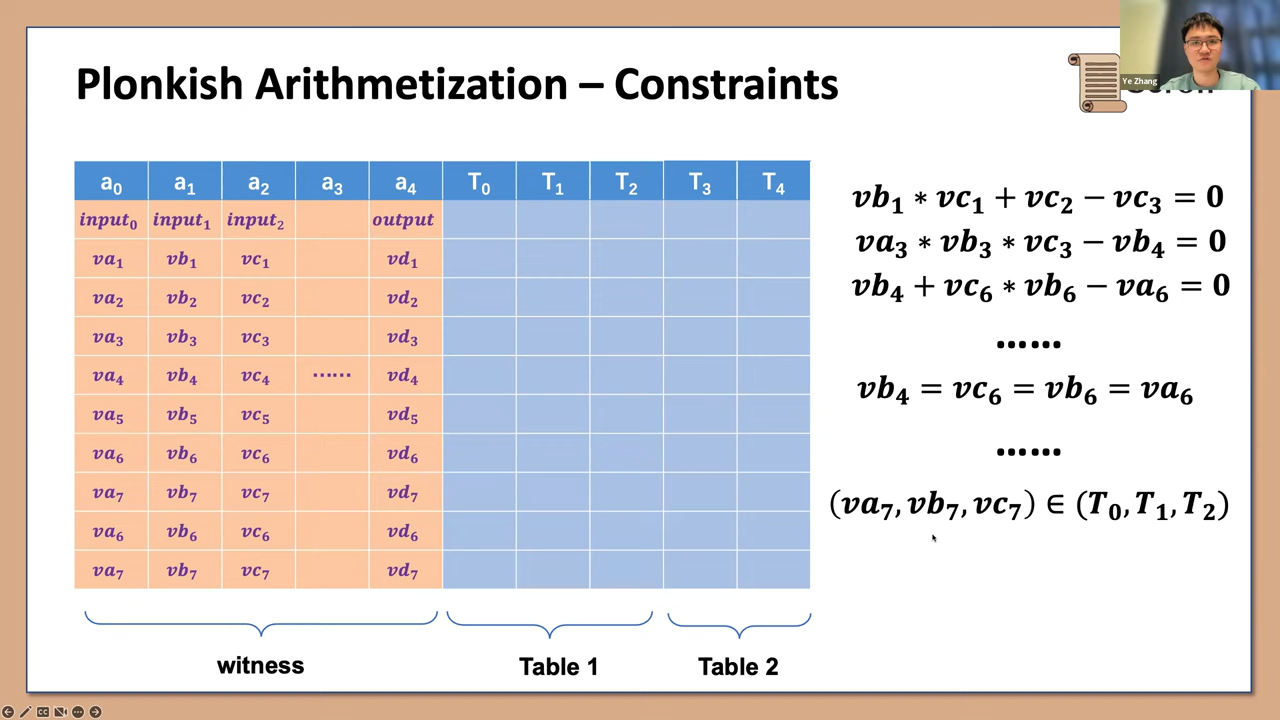 Ye Zhang
Plonkish Arithmetization – Constraints
a₀ a₁ a₂ a₃ a₄ T₀ T₁ T₂ T₃ T₄
input₀ input₁ input₂ output
va₁ vb₁ vc₁ vd₁
va₂ vb₂ vc₂ vd₂
va₃ vb₃ vc₃ vd₃
va₄ vb₄ vc₄ ...... vd₄
va₅ vb₅ vc₅ vd₅
va₆ vb₆ vc₆ vd₆
va₇ vb₇ vc₇ vd₇
va₆ vb₆ vc₆ vd₆
va₇ vb₇ vc₇ vd₇
witness Table 1 Table 2
vb₁ * vc₁ + vc₂ − vc₃ = 0
va₃ * vb₃ * vc₃ − vb₄ = 0
vb₄ + vc₆ * vb₆ − va₆ = 0
......
vb₄ = vc₆ = vb₆ = va₆
......
(va₇, vb₇, vc₇) ∈ (T₀, T₁, T₂)